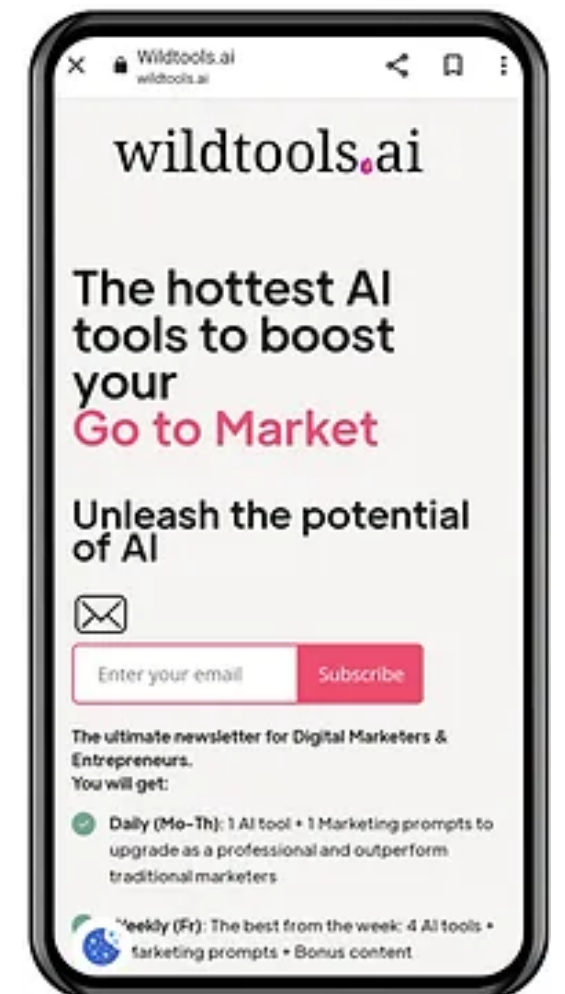 Wildtools.ai
wildtools.ai
wildtools.ai
The hottest AI
tools to boost
your
Go to Market
Unleash the potential
of AI
Enter your email
Subscribe
The ultimate newsletter for Digital Marketers &
Entrepreneurs.
You will get:
Daily (Mo-Th): 1 AI tool + 1 Marketing prompts to
upgrade as a professional and outperform
traditional marketers
(Fr): The best from the week: 4 AI tools +
prompts + Bonus content